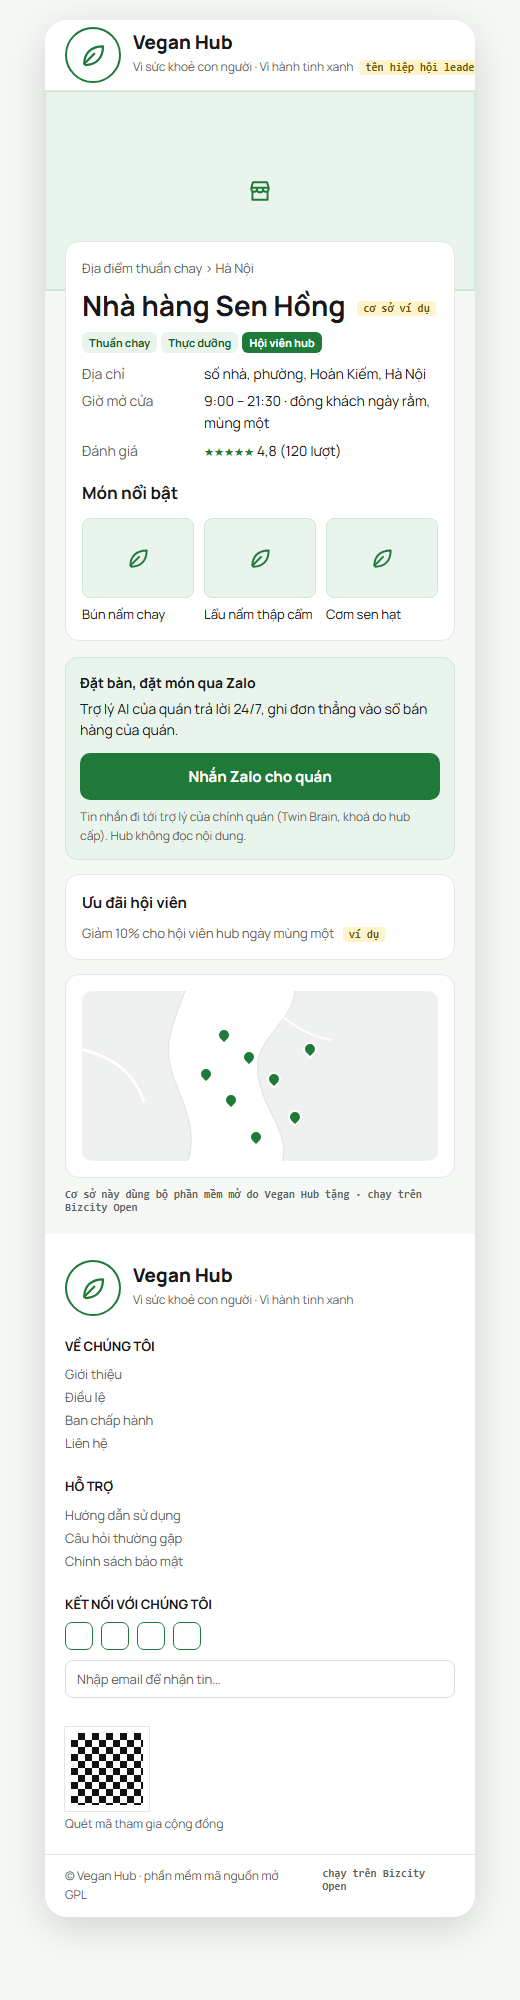 Vegan Hub
Vì sức khoẻ con người · Vì hành tinh xanh tên hiệp hội leade
Địa điểm thuần chay > Hà Nội
Nhà hàng Sen Hồng cơ sở ví dụ
Thuần chay Thực dưỡng Hội viên hub
Địa chỉ số nhà, phường, Hoàn Kiếm, Hà Nội
Giờ mở cửa 9:00 – 21:30 · đông khách ngày rằm,
mùng một
Đánh giá ★★★★★ 4,8 (120 lượt)
Món nổi bật
Bún nấm chay Lẩu nấm thập cẩm Cơm sen hạt
Đặt bàn, đặt món qua Zalo
Trợ lý AI của quán trả lời 24/7, ghi đơn thẳng vào sổ bán
hàng của quán.
Nhắn Zalo cho quán
Tin nhắn đi tới trợ lý của chính quán (Twin Brain, khoá do hub
cấp). Hub không đọc nội dung.
Ưu đãi hội viên
Giảm 10% cho hội viên hub ngày mùng một ví dụ
Cơ sở này dùng bộ phần mềm mở do Vegan Hub tặng · chạy trên
Bizcity Open
Vegan Hub
Vì sức khoẻ con người · Vì hành tinh xanh
VỀ CHÚNG TÔI
Giới thiệu
Điều lệ
Ban chấp hành
Liên hệ
HỖ TRỢ
Hướng dẫn sử dụng
Câu hỏi thường gặp
Chính sách bảo mật
KẾT NỐI VỚI CHÚNG TÔI
Nhập email để nhận tin...
Quét mã tham gia cộng đồng
© Vegan Hub · phần mềm mã nguồn mở
GPL
chạy trên Bizcity
Open